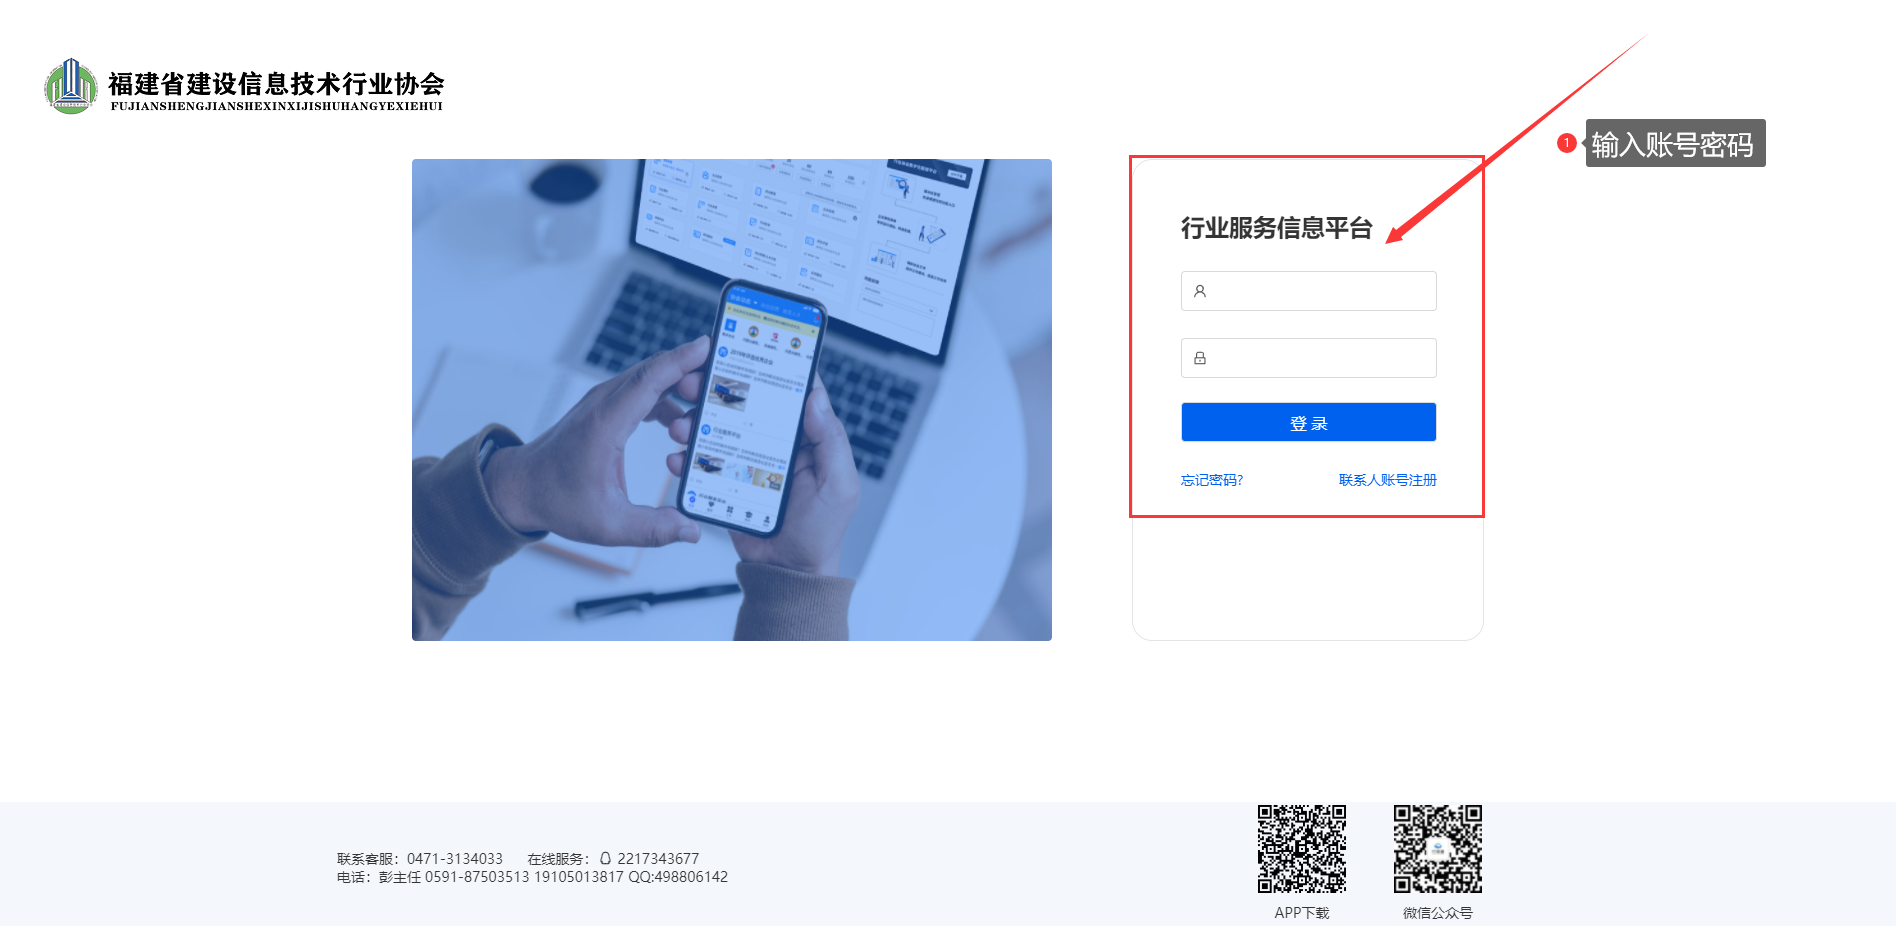 福建省建设信息技术行业协会
FUJIANSHENGJIANSHEXINXIJISHUHANGYEXIEHUI
1 输入账号密码
行业服务信息平台
登 录
忘记密码? 联系人账号注册
联系客服：0471-3134033 在线服务： 2217343677
电话：彭主任 0591-87503513 19105013817 QQ:498806142
APP下载 微信公众号